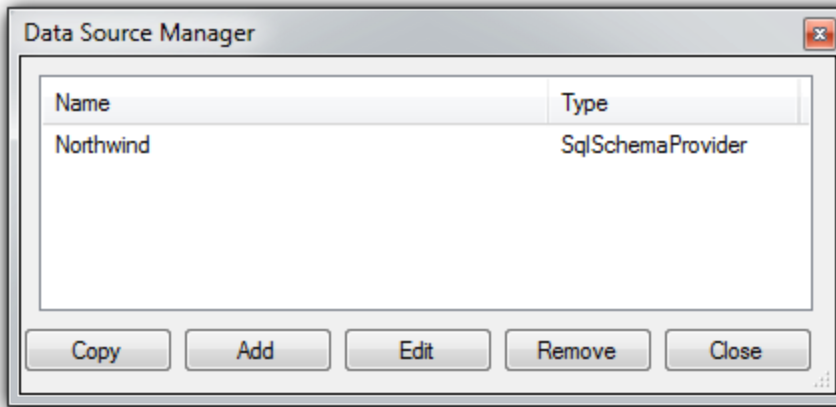 Data Source Manager
Name Type
Northwind SqlSchemaProvider
Copy Add Edit Remove Close